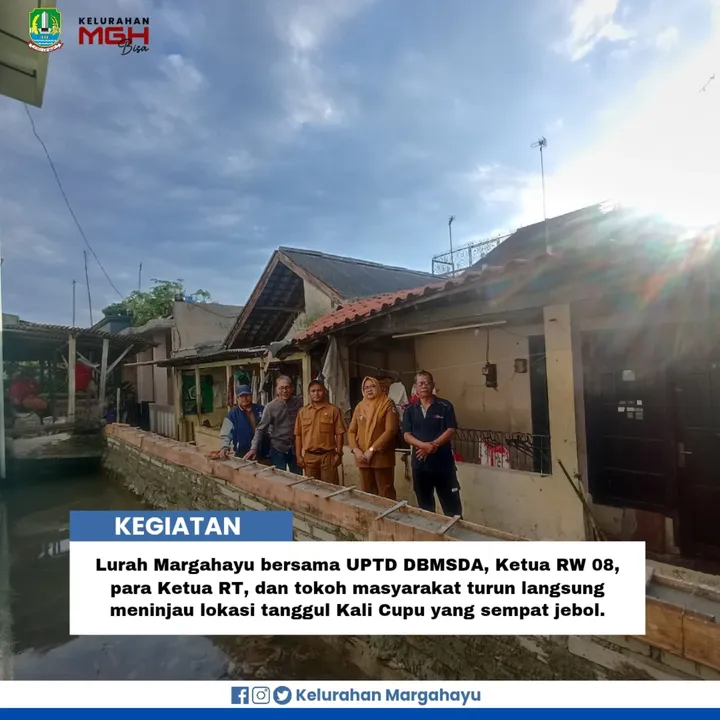 KELURAHAN
MGH
Bisa
KEGIATAN
Lurah Margahayu bersama UPTD DBMSDA, Ketua RW 08,
para Ketua RT, dan tokoh masyarakat turun langsung
meninjau lokasi tanggul Kali Cupu yang sempat jebol.
Kelurahan Margahayu